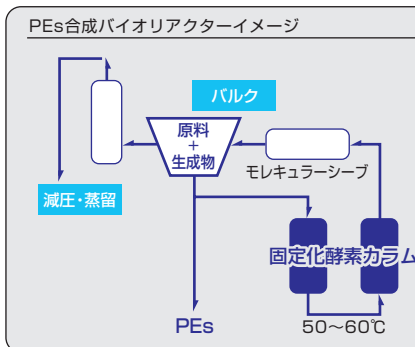 PEs合成バイオリアクターイメージ
バルク
原料
+
生成物
モレキュラーシーブ
減圧・蒸留
固定化酵素カラム
PEs
50〜60℃